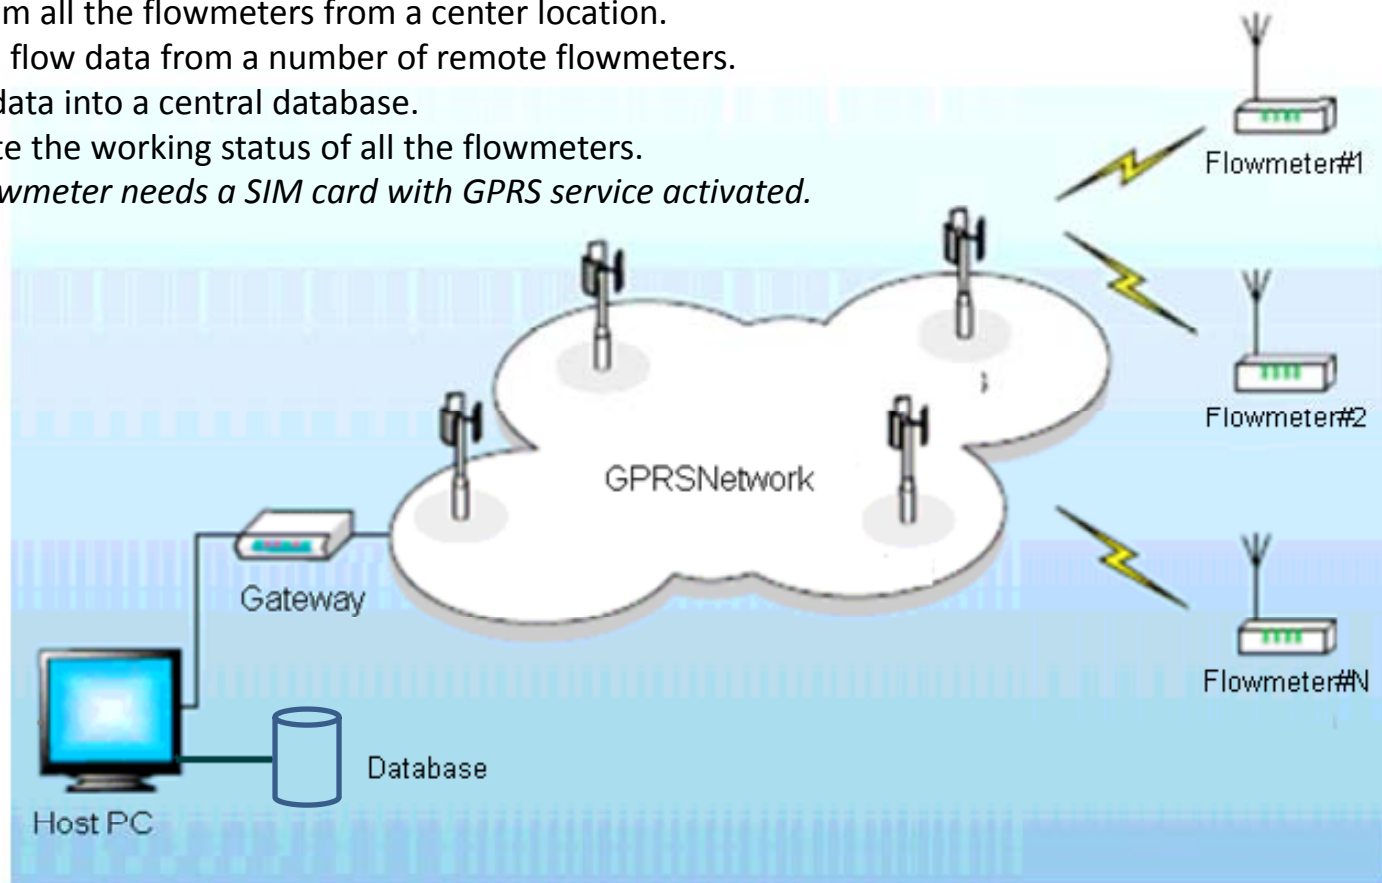 m all the flowmeters from a center location.
flow data from a number of remote flowmeters.
data into a central database.
te the working status of all the flowmeters.
wmeter needs a SIM card with GPRS service activated.
Flowmeter#1
Flowmeter#2
GPRSNetwork
Gateway
Flowmeter#N
Database
Host PC